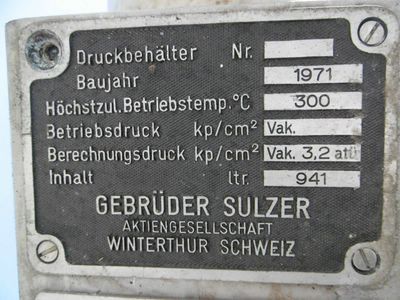 Druckbehälter Nr.
Baujahr 1971
Höchstzul. Betriebstemp. °C 300
Betriebsdruck kp/cm² Vak.
Berechnungsdruck kp/cm² Vak. 3,2 atü
Inhalt ltr. 941
GEBRÜDER SULZER
AKTIENGESELLSCHAFT
WINTERTHUR SCHWEIZ